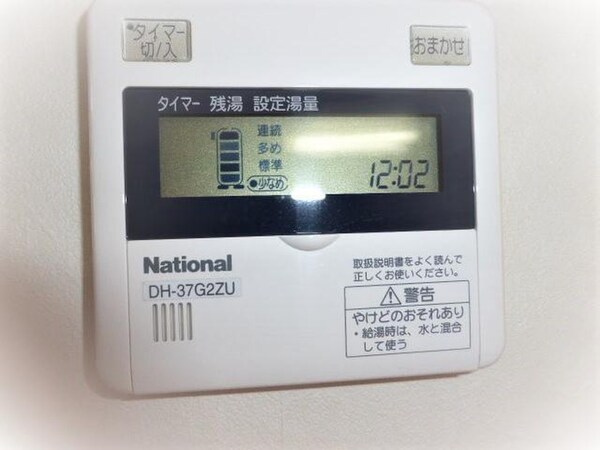 タイマー
切/入
おまかせ
タイマー 残湯 設定湯量
連続
多め
標準
少なめ
12:02
National
DH-37G2ZU
取扱説明書をよく読んで
正しくお使いください。
警告
やけどのおそれあり
・給湯時は、水と混合
して使う